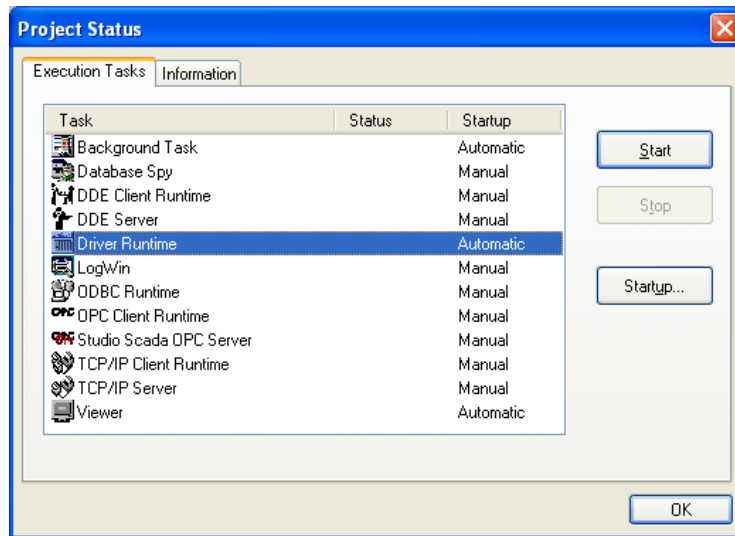 Project Status
Execution Tasks Information
Task Status Startup
Background Task Automatic
Database Spy Manual
DDE Client Runtime Manual
DDE Server Manual
Driver Runtime Automatic
LogWin Manual
ODBC Runtime Manual
OPC OPC Client Runtime Manual
OPC Studio Scada OPC Server Manual
TCP/IP Client Runtime Manual
TCP/IP Server Manual
Viewer Automatic
Start
Stop
Startup...
OK